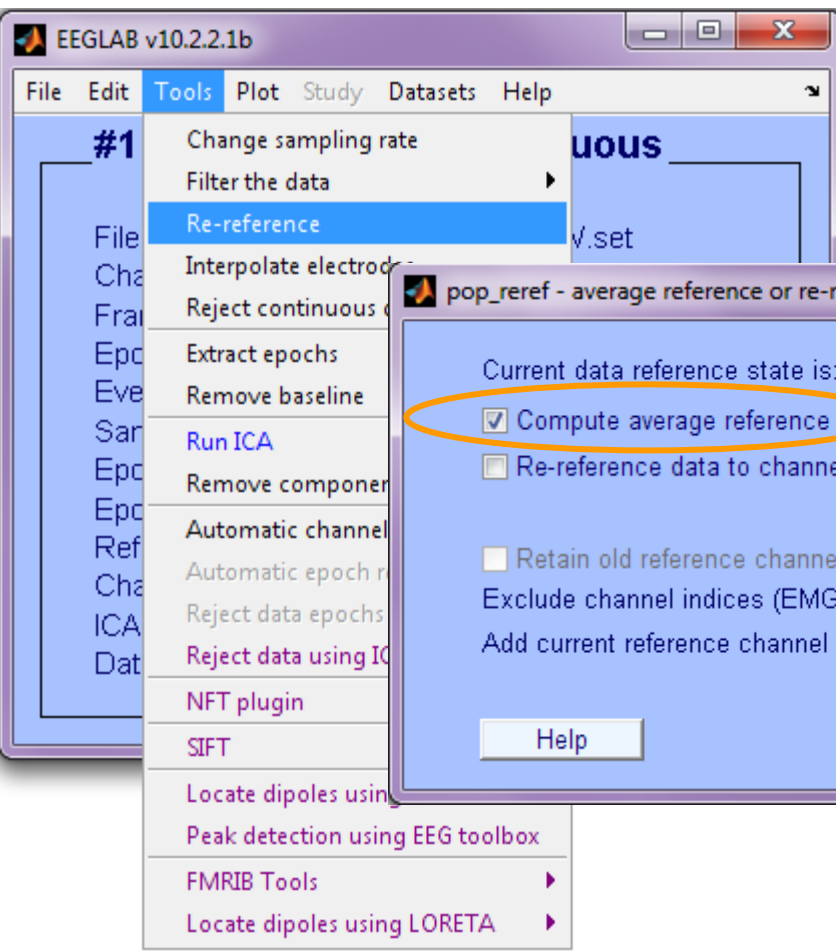 EEGLAB v10.2.2.1b
File Edit Tools Plot Study Datasets Help
#1 uous
Change sampling rate
Filter the data
Re-reference
File V.set
Interpolate electrodes
Cha
Reject continuous
Fra
Extract epochs
Epo
Remove baseline
Eve
Run ICA
Sar
Remove componen
Epo
Epo
Automatic channel
Ref
Automatic epoch r
Cha
Reject data epochs
ICA
Reject data using IC
Dat
NFT plugin
SIFT
Locate dipoles using
Peak detection using EEG toolbox
FMRIB Tools
Locate dipoles using LORETA
pop_reref - average reference or re-r
Current data reference state is:
Compute average reference
Re-reference data to channe
Retain old reference channe
Exclude channel indices (EMG
Add current reference channel
Help